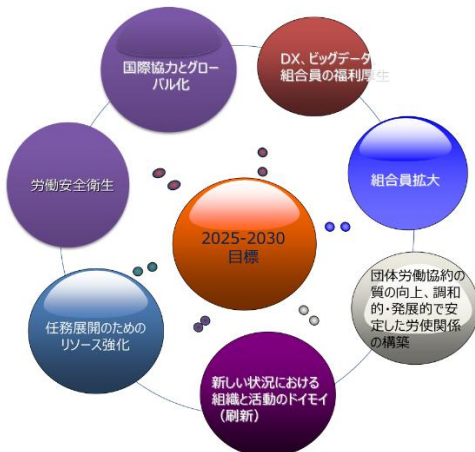 国際協力とグロー
バル化
DX、ビッグデータ
組合員の福利厚生
労働安全衛生
組合員拡大
2025-2030
目標
団体労働協約の
質の向上、調和
的・発展的で安
定した労使関係
の構築
任務展開のための
リソース強化
新しい状況における
組織と活動のドイモイ
（刷新）